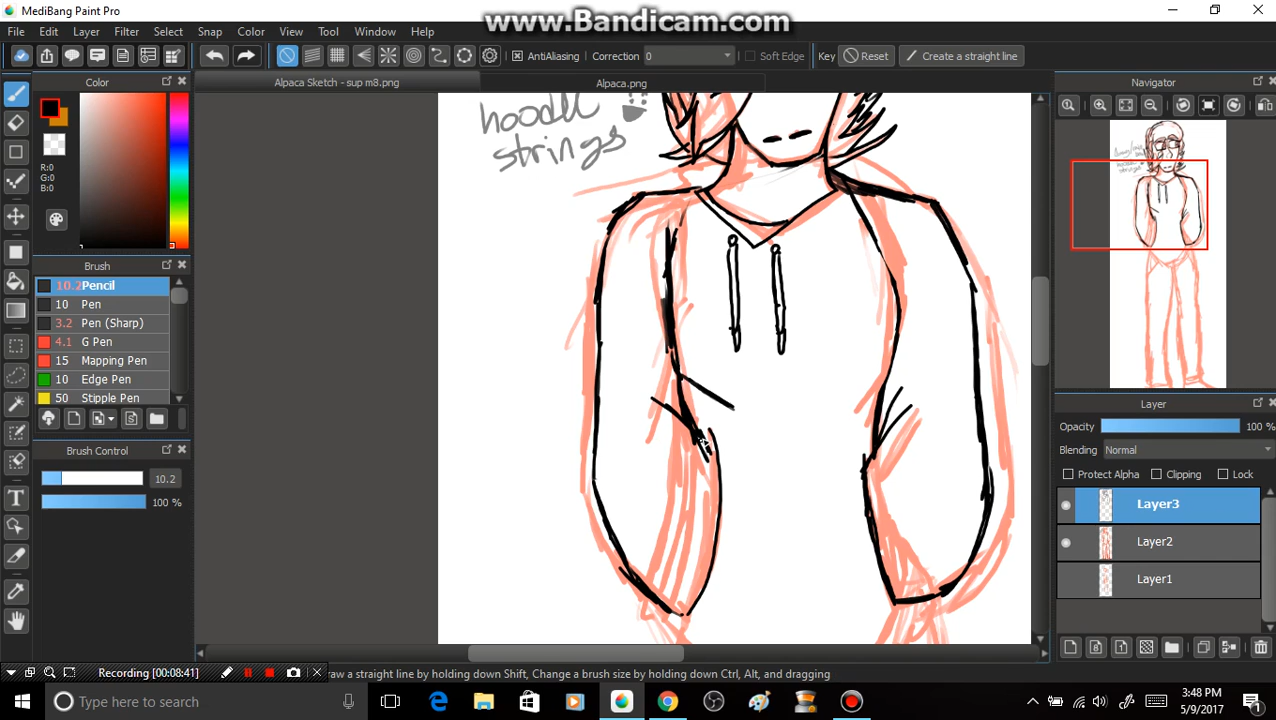 MediBang Paint Pro
www.Bandicam.com
File Edit View Layer Filter Select Snap Color View Tool Window Help
AntiAliasing Correction 0 Soft Edge Key Reset Create a straight line
Color
Alpaca Sketch - sup m8.png
Alpaca.png
Navigator
hoodie
strings
R:0
G:0
B:0
Brush
10.2 Pencil
10 Pen
3.2 Pen (Sharp)
4.1 G Pen
15 Mapping Pen
10 Edge Pen
50 Stipple Pen
Brush Control
10.2
100 %
Layer
Opacity 100 %
Blending Normal
Protect Alpha Clipping Lock
Layer3
Layer2
Layer1
Recording [00:08:41]
raw a straight line by holding down Shift, Change a brush size by holding down Ctrl, Alt, and dragging
Type here to search
3:48 PM
5/9/2017
1